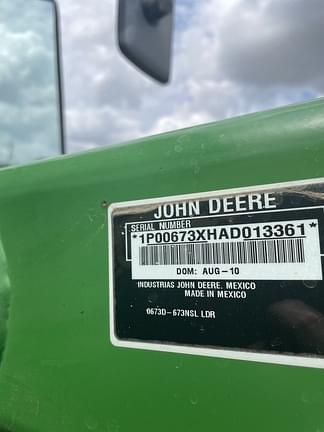 JOHN DEERE
SERIAL NUMBER
*1P00673XHAD013361*
DOM: AUG-10
INDUSTRIAS JOHN DEERE. MEXICO
MADE IN MEXICO
0673D-673NSL LDR